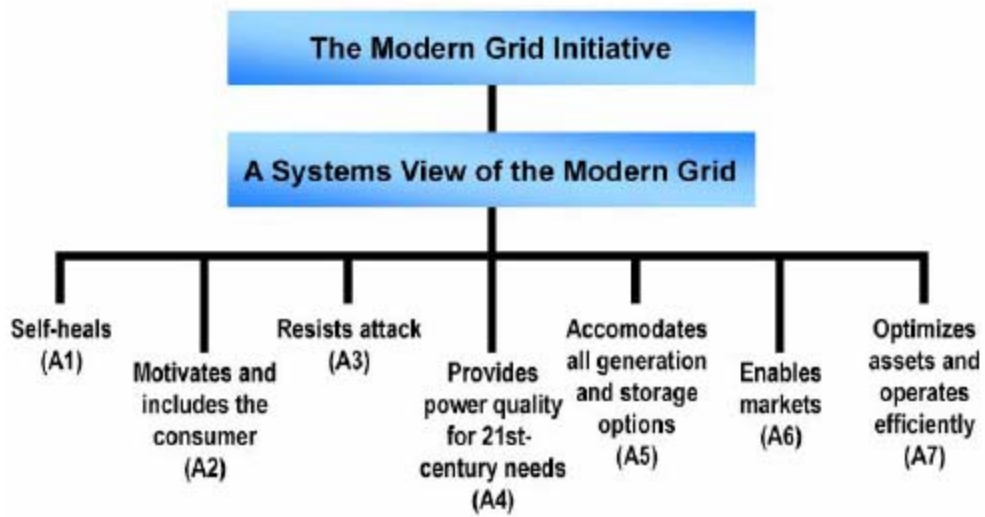 The Modern Grid Initiative
A Systems View of the Modern Grid
Self-heals
(A1)
Motivates and
includes the
consumer
(A2)
Resists attack
(A3)
Provides
power quality
for 21st-
century needs
(A4)
Accomodates
all generation
and storage
options
(A5)
Enables
markets
(A6)
Optimizes
assets and
operates
efficiently
(A7)